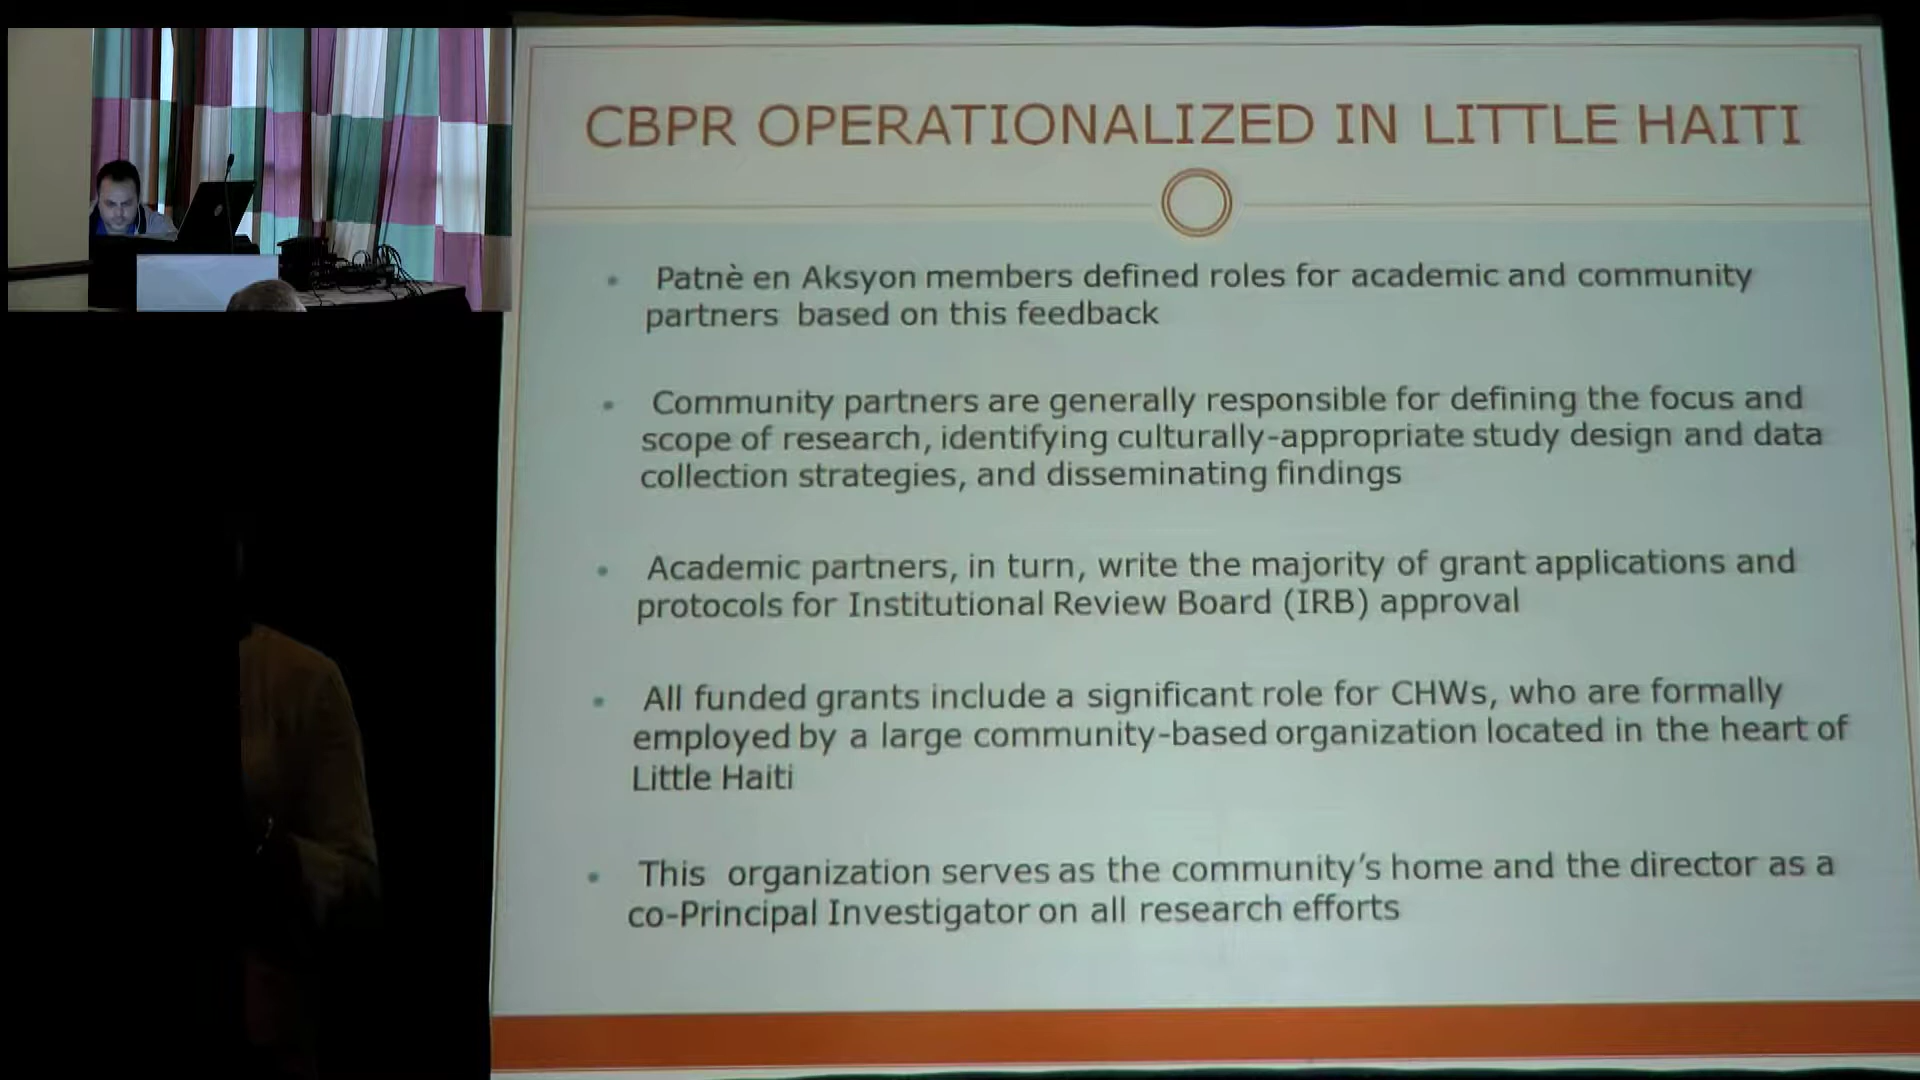 CBPR OPERATIONALIZED IN LITTLE HAITI
• Patnè en Aksyon members defined roles for academic and community
partners based on this feedback
• Community partners are generally responsible for defining the focus and
scope of research, identifying culturally-appropriate study design and data
collection strategies, and disseminating findings
• Academic partners, in turn, write the majority of grant applications and
protocols for Institutional Review Board (IRB) approval
• All funded grants include a significant role for CHWs, who are formally
employed by a large community-based organization located in the heart of
Little Haiti
• This organization serves as the community's home and the director as a
co-Principal Investigator on all research efforts